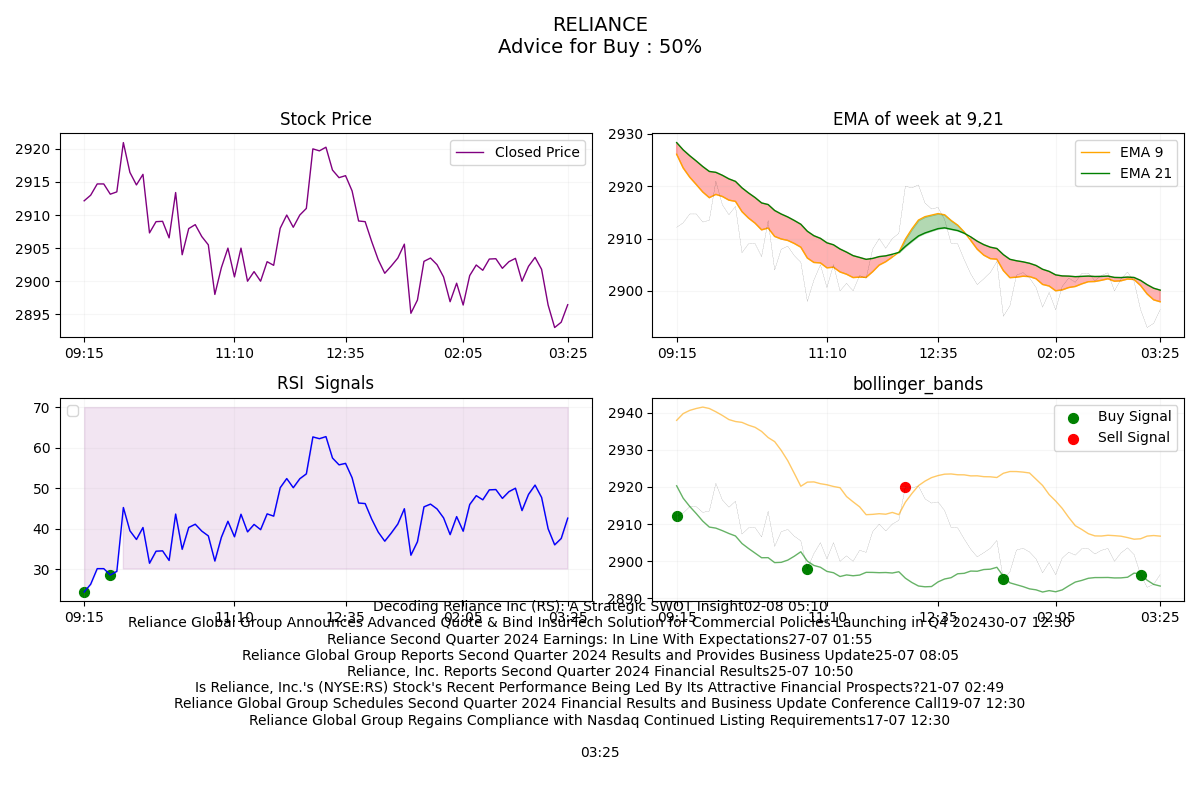 RELIANCE
Advice for Buy : 50%
Stock Price
2920
2915
2910
2905
2900
2895
Closed Price
09:15 11:10 12:35 02:05 03:25
EMA of week at 9,21
2930
2920
2910
2900
EMA 9
EMA 21
09:15 11:10 12:35 02:05 03:25
RSI Signals
70
60
50
40
30
09:15 11:10 12:35 02:05 03:25
bollinger_bands
2940
2930
2920
2910
2900
2890
Buy Signal
Sell Signal
09:15 11:10 12:35 02:05 03:25
Decoding Reliance Inc (RS): A Strategic SWOT Insight02-08 05:10
Reliance Global Group Announces Advanced Quote & Bind InsurTech Solution for Commercial Policies Launching in Q4 202430-07 12:30
Reliance Second Quarter 2024 Earnings: In Line With Expectations27-07 01:55
Reliance Global Group Reports Second Quarter 2024 Results and Provides Business Update25-07 08:05
Reliance, Inc. Reports Second Quarter 2024 Financial Results25-07 10:50
Is Reliance, Inc.'s (NYSE:RS) Stock's Recent Performance Being Led By Its Attractive Financial Prospects?21-07 02:49
Reliance Global Group Schedules Second Quarter 2024 Financial Results and Business Update Conference Call19-07 12:30
Reliance Global Group Regains Compliance with Nasdaq Continued Listing Requirements17-07 12:30
03:25